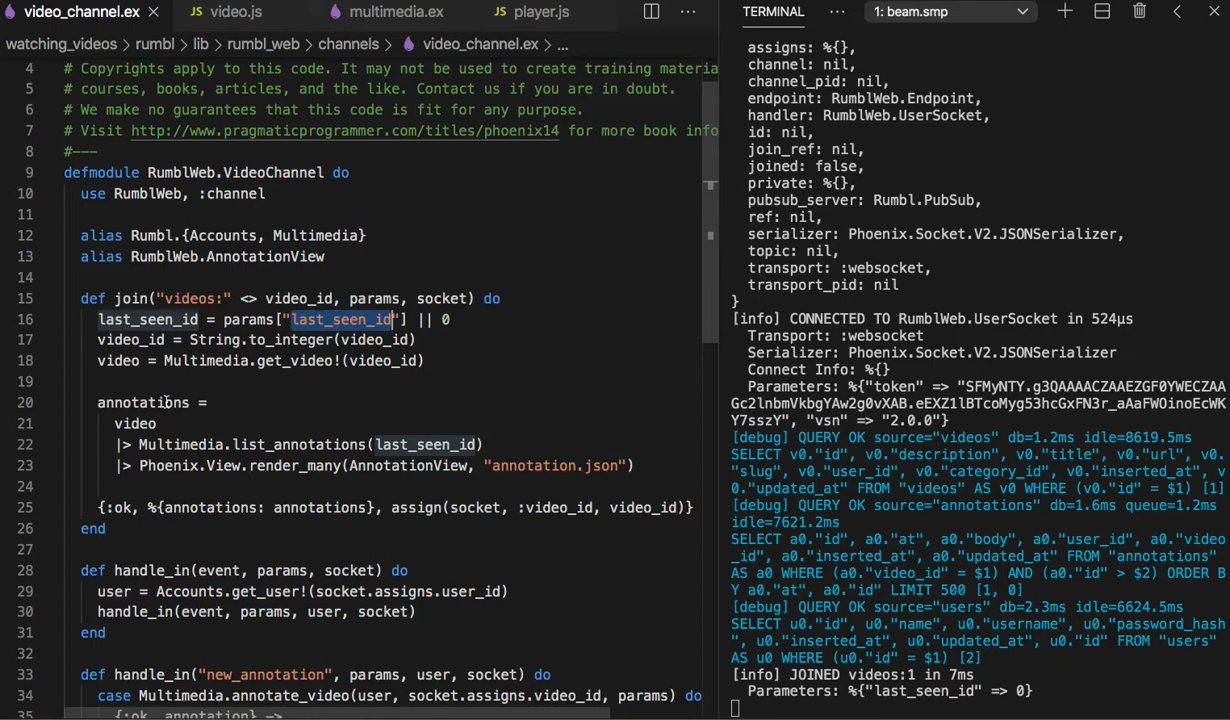 video_channel.ex ×
JS video.js
multimedia.ex
JS player.js
watching_videos > rumbl > lib > rumbl_web > channels > video_channel.ex > ...
4 # Copyrights apply to this code. It may not be used to create training materia
5 # courses, books, articles, and the like. Contact us if you are in doubt.
6 # We make no guarantees that this code is fit for any purpose.
7 # Visit http://www.pragmaticprogrammer.com/titles/phoenix14 for more book info
8 #---
9 defmodule RumblWeb.VideoChannel do
10 use RumblWeb, :channel
11
12 alias Rumbl.{Accounts, Multimedia}
13 alias RumblWeb.AnnotationView
14
15 def join("videos:" <> video_id, params, socket) do
16 last_seen_id = params["last_seen_id"] || 0
17 video_id = String.to_integer(video_id)
18 video = Multimedia.get_video!(video_id)
19
20 annotations =
21 video
22 |> Multimedia.list_annotations(last_seen_id)
23 |> Phoenix.View.render_many(AnnotationView, "annotation.json")
24
25 {:ok, %{annotations: annotations}, assign(socket, :video_id, video_id)}
26 end
27
28 def handle_in(event, params, socket) do
29 user = Accounts.get_user!(socket.assigns.user_id)
30 handle_in(event, params, user, socket)
31 end
32
33 def handle_in("new_annotation", params, user, socket) do
34 case Multimedia.annotate_video(user, socket.assigns.video_id, params) do
35 {:ok, annotation} ->
TERMINAL ... 1: beam.smp
assigns: %{},
channel: nil,
channel_pid: nil,
endpoint: RumblWeb.Endpoint,
handler: RumblWeb.UserSocket,
id: nil,
join_ref: nil,
joined: false,
private: %{},
pubsub_server: Rumbl.PubSub,
ref: nil,
serializer: Phoenix.Socket.V2.JSONSerializer,
topic: nil,
transport: :websocket,
transport_pid: nil
}
[info] CONNECTED TO RumblWeb.UserSocket in 524µs
Transport: :websocket
Serializer: Phoenix.Socket.V2.JSONSerializer
Connect Info: %{}
Parameters: %{"token" => "SFMyNTY.g3QAAAACZAAEZGF0YWECZAA
Gc2lnbmVkbgYAw2g0vXAB.eEXZ1lBTcoMyg53hcGxFN3r_aAaFWOinoEcWK
Y7sszY", "vsn" => "2.0.0"}
[debug] QUERY OK source="videos" db=1.2ms idle=8619.5ms
SELECT v0."id", v0."description", v0."title", v0."url", v0.
"slug", v0."user_id", v0."category_id", v0."inserted_at", v
0."updated_at" FROM "videos" AS v0 WHERE (v0."id" = $1) [1]
[debug] QUERY OK source="annotations" db=1.6ms queue=1.2ms
idle=7621.2ms
SELECT a0."id", a0."at", a0."body", a0."user_id", a0."video
_id", a0."inserted_at", a0."updated_at" FROM "annotations"
AS a0 WHERE (a0."video_id" = $1) AND (a0."id" > $2) ORDER B
Y a0."at", a0."id" LIMIT 500 [1, 0]
[debug] QUERY OK source="users" db=2.3ms idle=6624.5ms
SELECT u0."id", u0."name", u0."username", u0."password_hash
", u0."inserted_at", u0."updated_at", u0."id" FROM "users"
AS u0 WHERE (u0."id" = $1) [2]
[info] JOINED videos:1 in 7ms
Parameters: %{"last_seen_id" => 0}